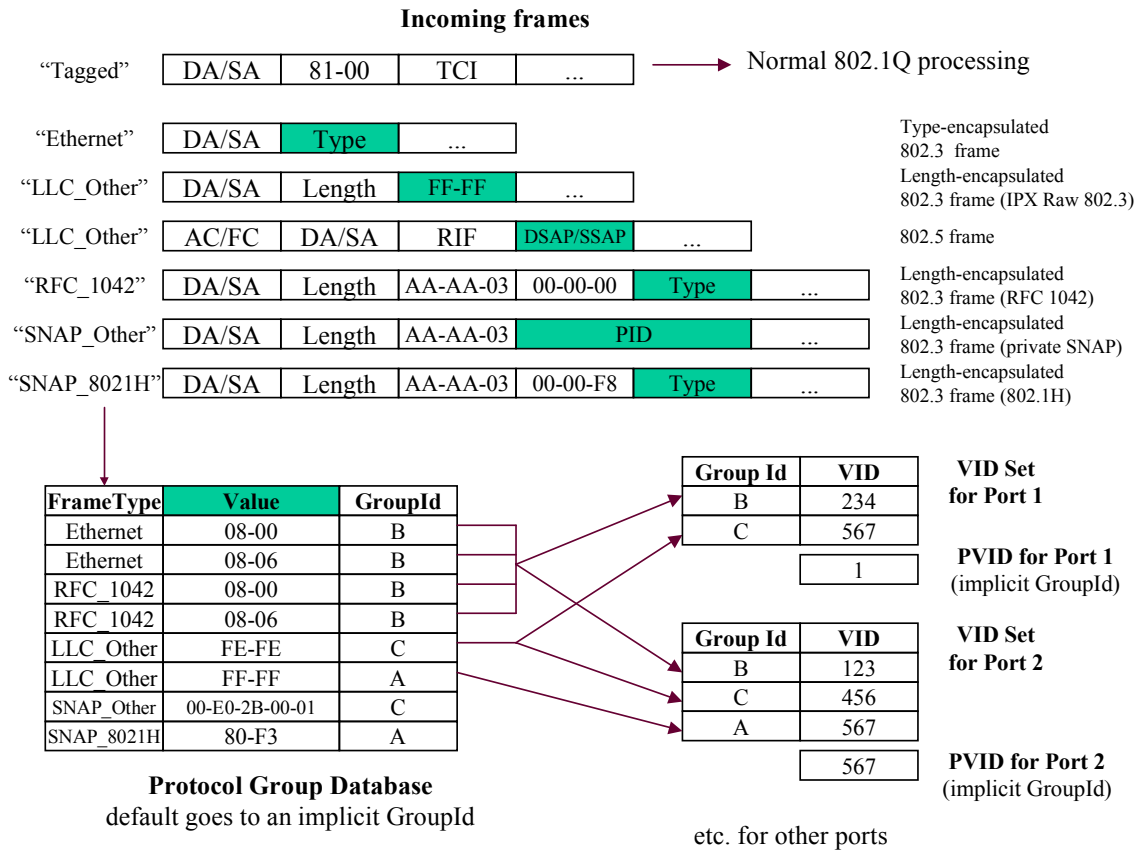 Incoming frames
“Tagged” DA/SA 81-00 TCI ... Normal 802.1Q processing
“Ethernet” DA/SA Type ... Type-encapsulated
802.3 frame
“LLC_Other” DA/SA Length FF-FF ... Length-encapsulated
802.3 frame (IPX Raw 802.3)
“LLC_Other” AC/FC DA/SA RIF DSAP/SSAP ... 802.5 frame
“RFC_1042” DA/SA Length AA-AA-03 00-00-00 Type ... Length-encapsulated
802.3 frame (RFC 1042)
“SNAP_Other” DA/SA Length AA-AA-03 PID ... Length-encapsulated
802.3 frame (private SNAP)
“SNAP_8021H” DA/SA Length AA-AA-03 00-00-F8 Type ... Length-encapsulated
802.3 frame (802.1H)
FrameType Value GroupId
Ethernet 08-00 B
Ethernet 08-06 B
RFC_1042 08-00 B
RFC_1042 08-06 B
LLC_Other FE-FE C
LLC_Other FF-FF A
SNAP_Other 00-E0-2B-00-01 C
SNAP_8021H 80-F3 A
Protocol Group Database
default goes to an implicit GroupId
Group Id VID
B 234
C 567
1
VID Set
for Port 1
PVID for Port 1
(implicit GroupId)
Group Id VID
B 123
C 456
A 567
567
VID Set
for Port 2
PVID for Port 2
(implicit GroupId)
etc. for other ports